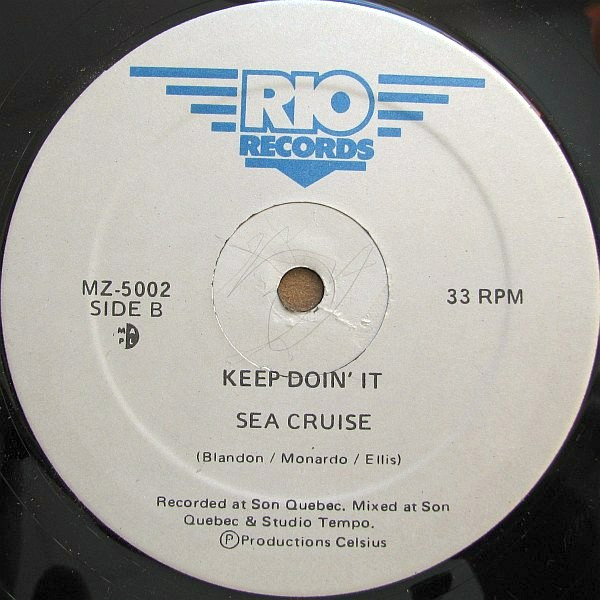 RIO
RECORDS
MZ-5002
SIDE B
33 RPM
M A
P L
KEEP DOIN' IT
SEA CRUISE
(Blandon / Monardo / Ellis)
Recorded at Son Quebec. Mixed at Son
Quebec & Studio Tempo.
Ⓟ Productions Celsius